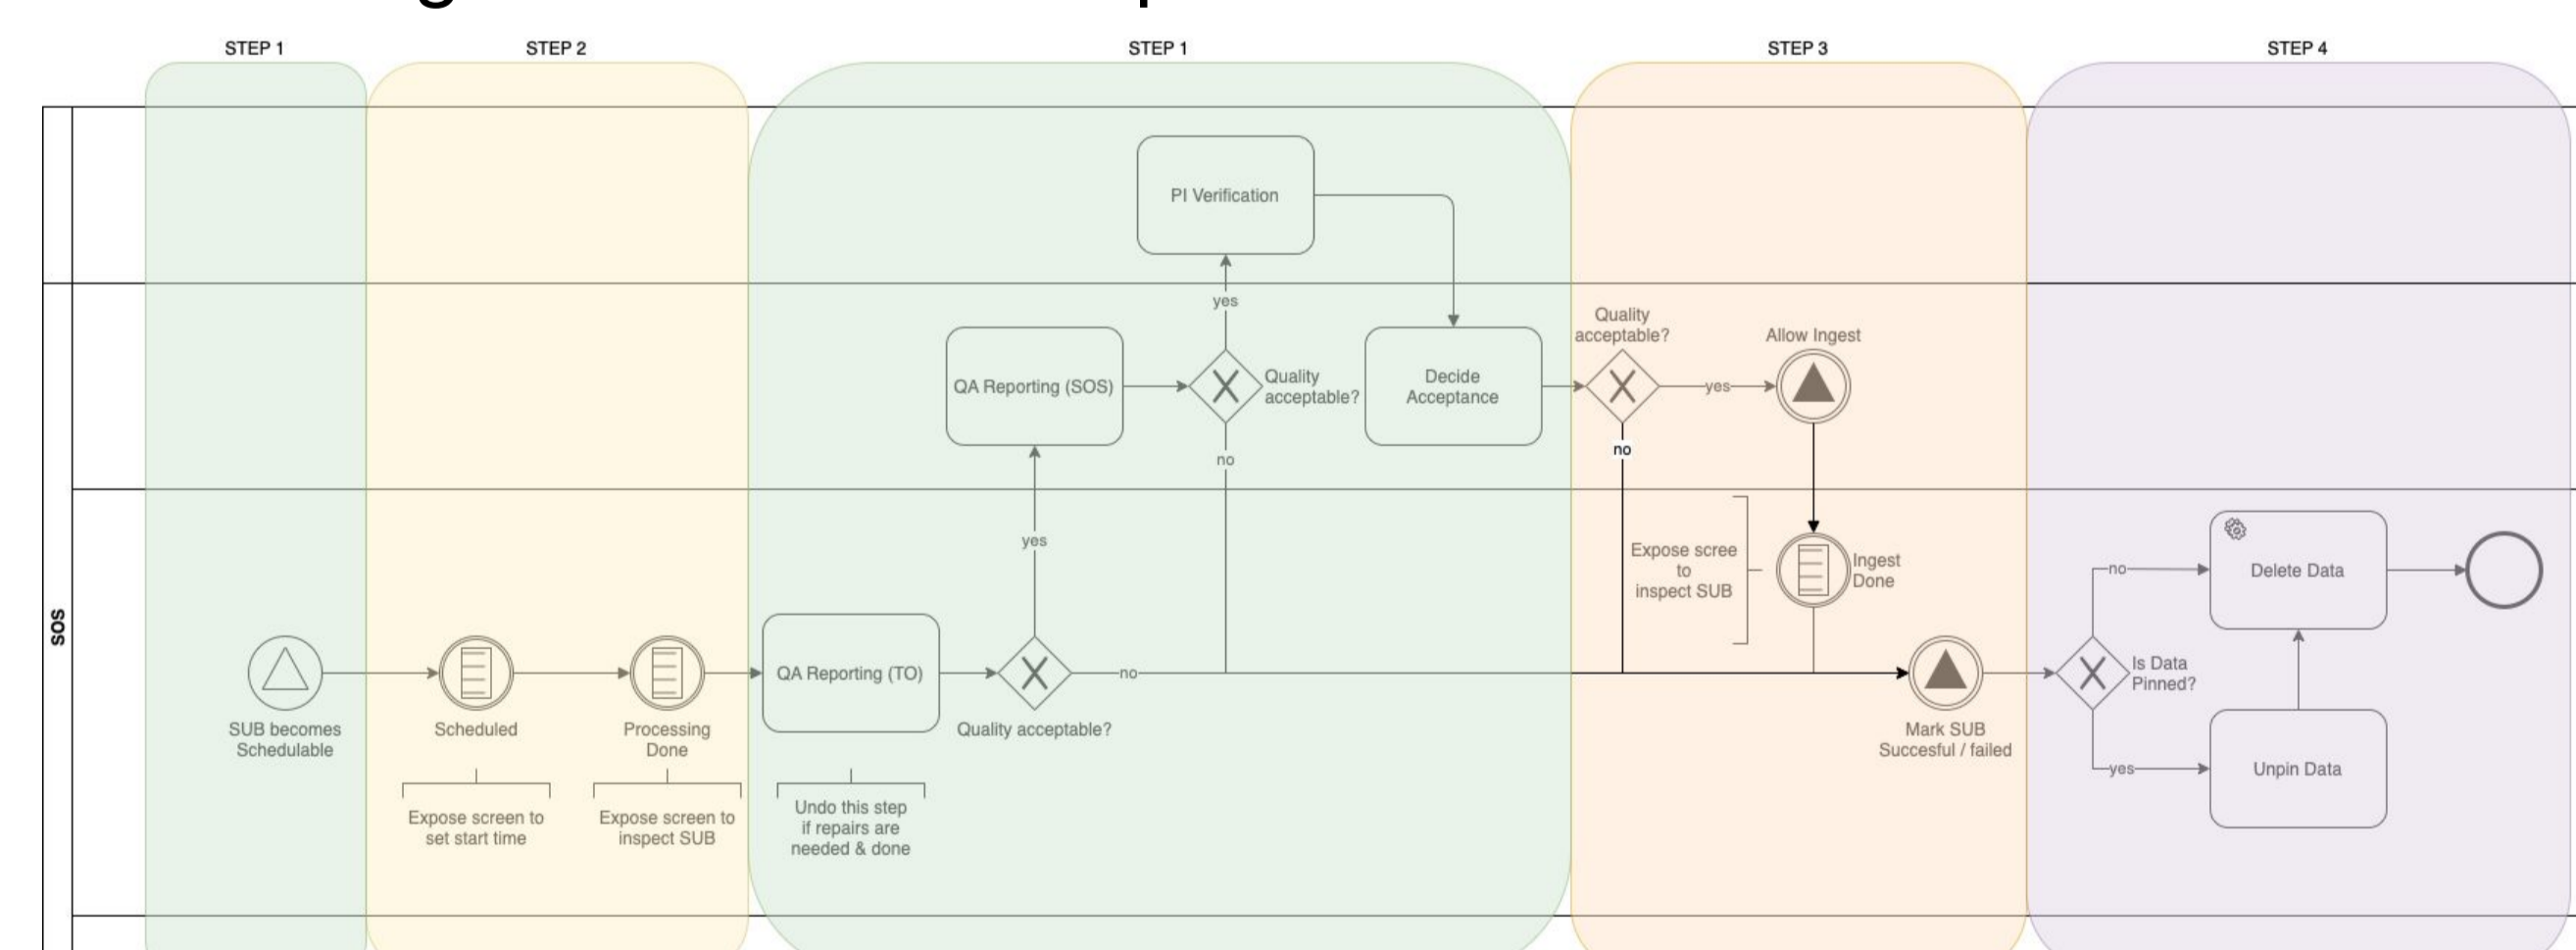 STEP 1
STEP 2
STEP 1
STEP 3
STEP 4
PI Verification
yes
QA Reporting (SOS)
Quality
acceptable?
no
Decide
Acceptance
Quality
acceptable?
yes
Allow Ingest
no
sos
SUB becomes
Schedulable
Scheduled
Expose screen to
set start time
Processing
Done
Expose screen to
inspect SUB
QA Reporting (TO)
Undo this step
if repairs are
needed & done
yes
Quality acceptable?
no
Expose scree
to
inspect SUB
Ingest
Done
Mark SUB
Succesful / failed
Is Data
Pinned?
no
Delete Data
yes
Unpin Data